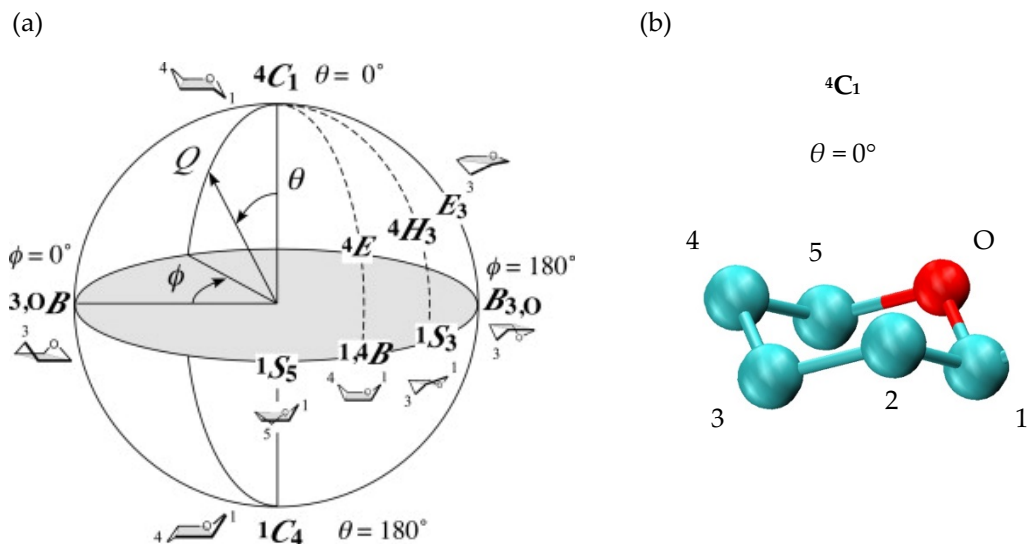 (a)
(b)
4
1
⁴C₁ θ = 0°
⁴C₁
θ = 0°
Q
θ
3
E₃
⁴H₃
⁴E
ϕ = 0°
ϕ
ϕ = 180°
3,OB
B3,O
3
3
¹S₃
1,4B
¹S₅
1
3
4
1
1
5
4
1
¹C₄ θ = 180°
4
5
O
3
2
1